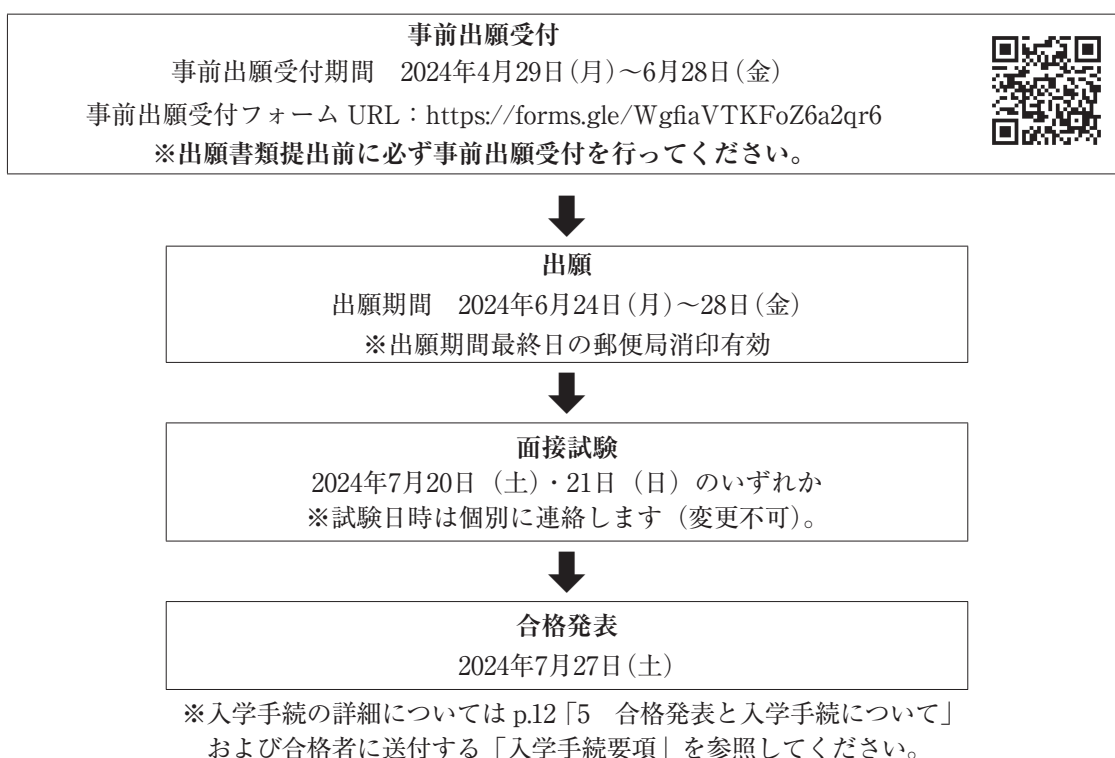 事前出願受付
事前出願受付期間　2024年4月29日(月)～6月28日(金)
事前出願受付フォーム URL：https://forms.gle/WgfiaVTKFoZ6a2qr6
※出願書類提出前に必ず事前出願受付を行ってください。
出願
出願期間　2024年6月24日(月)～28日(金)
※出願期間最終日の郵便局消印有効
面接試験
2024年7月20日（土）・21日（日）のいずれか
※試験日時は個別に連絡します（変更不可）。
合格発表
2024年7月27日(土)
※入学手続の詳細については p.12「5　合格発表と入学手続について」
および合格者に送付する「入学手続要項」を参照してください。